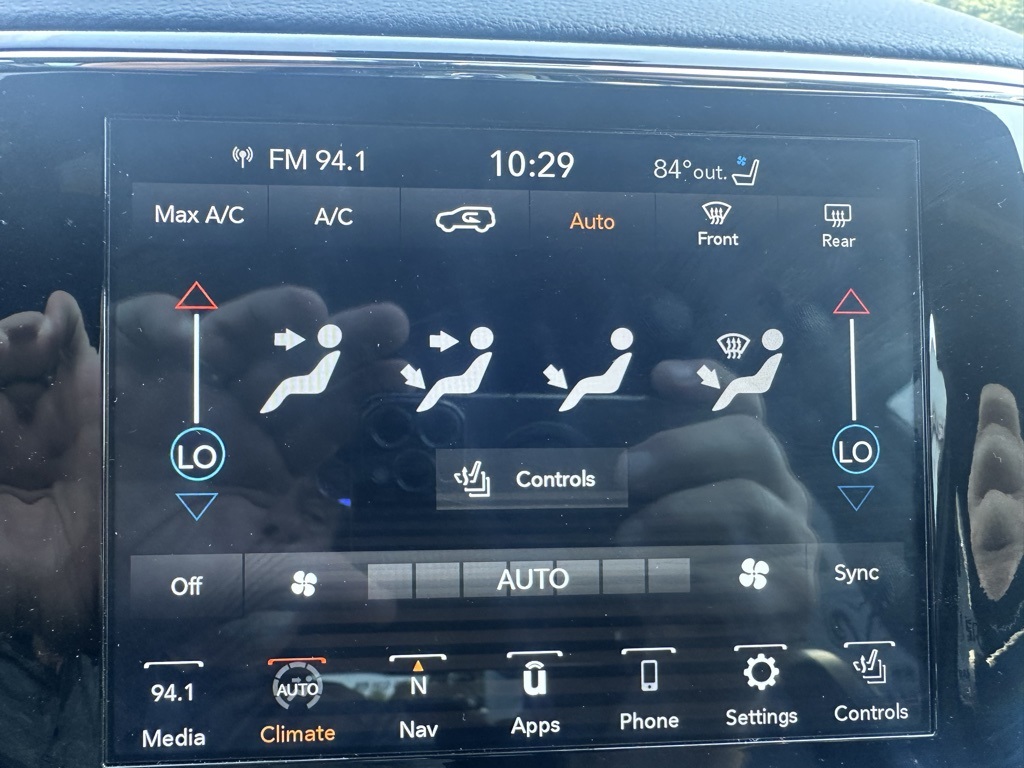 FM 94.1 10:29 84°out.
Max A/C A/C Auto Front Rear
LO LO
Controls
Off AUTO Sync
94.1 AUTO N ū
Media Climate Nav Apps Phone Settings Controls